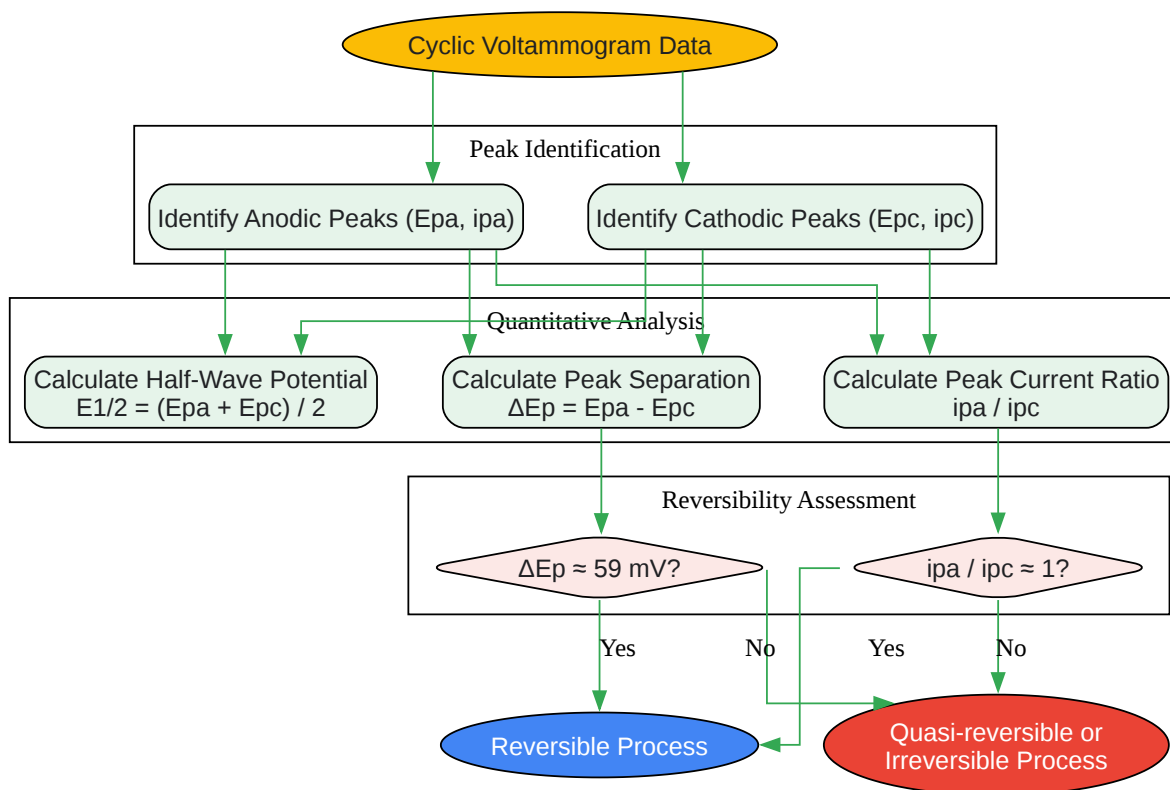 Cyclic Voltammogram Data
Peak Identification
Identify Anodic Peaks (Epa, ipa)
Identify Cathodic Peaks (Epc, ipc)
Quantitative Analysis
Calculate Half-Wave Potential
E1/2 = (Epa + Epc) / 2
Calculate Peak Separation
ΔEp = Epa - Epc
Calculate Peak Current Ratio
ipa / ipc
Reversibility Assessment
ΔEp ≈ 59 mV?
ipa / ipc ≈ 1?
Yes
No
Yes
No
Reversible Process
Quasi-reversible or
Irreversible Process